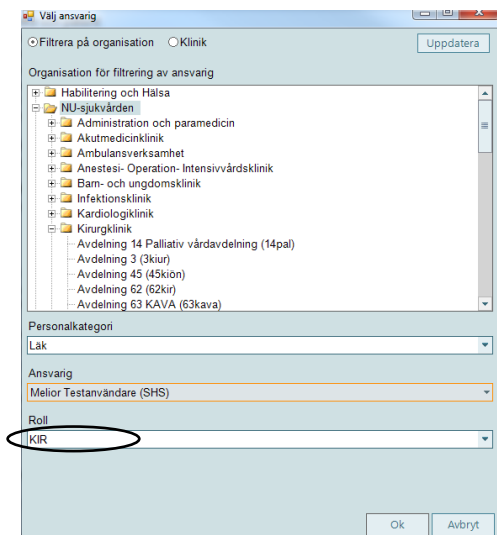 Välj ansvarig
Filtrera på organisation Klinik Uppdatera
Organisation för filtrering av ansvarig
Habilitering och Hälsa
NU-sjukvården
Administration och paramedicin
Akutmedicinklinik
Ambulansverksamhet
Anestesi- Operation- Intensivvårdsklinik
Barn- och ungdomsklinik
Infektionsklinik
Kardiologiklinik
Kirurgklinik
Avdelning 14 Palliativ vårdavdelning (14pal)
Avdelning 3 (3kiur)
Avdelning 45 (45kiön)
Avdelning 62 (62kir)
Avdelning 63 KAVA (63kava)
Personalkategori
Läk
Ansvarig
Melior Testanvändare (SHS)
Roll
KIR
Ok Avbryt